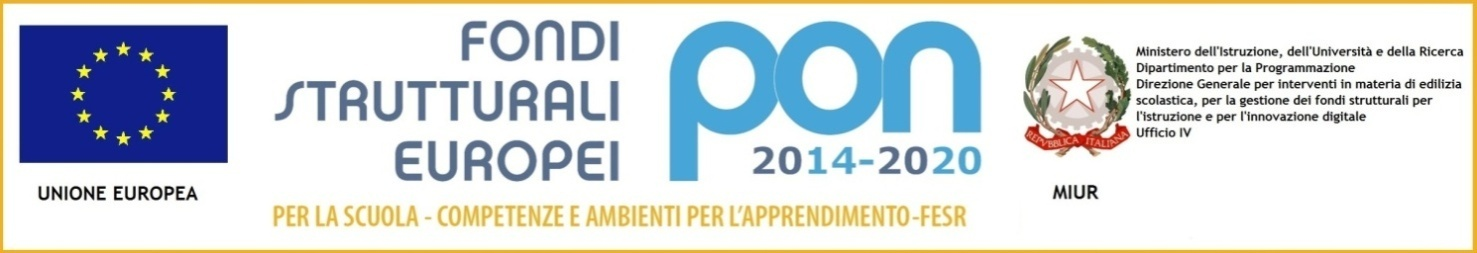 UNIONE EUROPEA
FONDI
STRUTTURALI
EUROPEI
pon
2014-2020
PER LA SCUOLA - COMPETENZE E AMBIENTI PER L'APPRENDIMENTO-FESR
REPVBBLICA ITALIANA
MIUR
Ministero dell'Istruzione, dell'Università e della Ricerca
Dipartimento per la Programmazione
Direzione Generale per interventi in materia di edilizia
scolastica, per la gestione dei fondi strutturali per
l'istruzione e per l'innovazione digitale
Ufficio IV